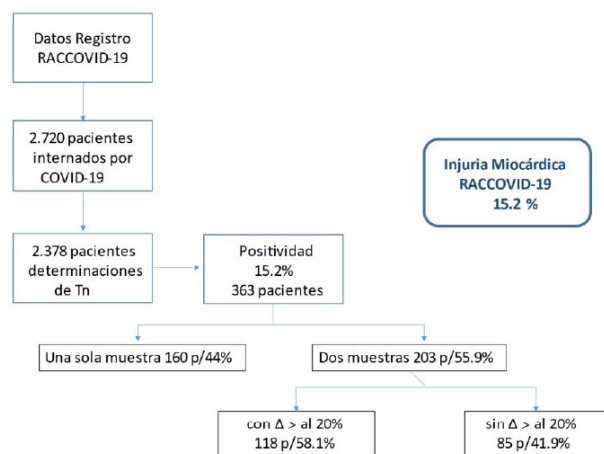 Datos Registro
RACCOVID-19
2.720 pacientes
internados por
COVID-19
Injuria Miocárdica
RACCOVID-19
15.2 %
2.378 pacientes
determinaciones
de Tn
Positividad
15.2%
363 pacientes
Una sola muestra 160 p/44%
Dos muestras 203 p/55.9%
con Δ > al 20%
118 p/58.1%
sin Δ > al 20%
85 p/41.9%